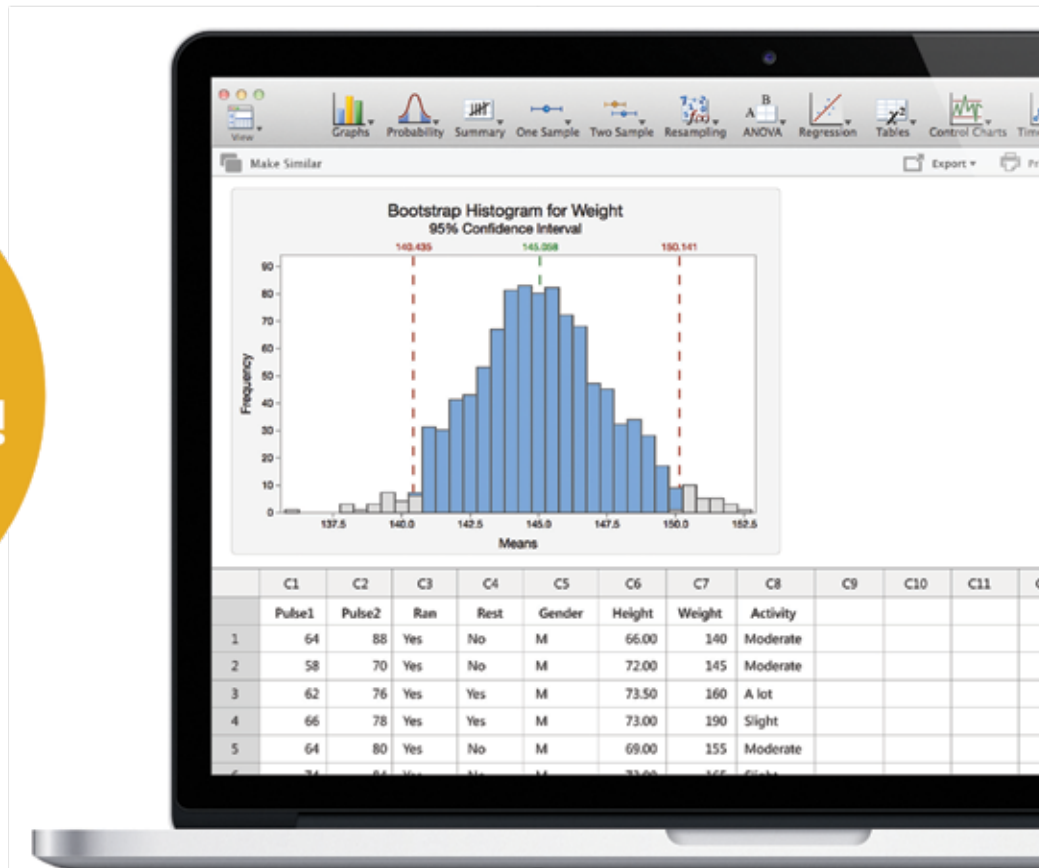 !
View
Graphs Probability Summary One Sample Two Sample Resampling ANOVA Regression Tables Control Charts
Make Similar Export
Bootstrap Histogram for Weight
95% Confidence Interval
140.435 145.058 150.141
Frequency
90
80
70
60
50
40
30
20
10
0
137.5 140.0 142.5 145.0 147.5 150.0 152.5
Means
C1 C2 C3 C4 C5 C6 C7 C8 C9 C10 C11
Pulse1 Pulse2 Ran Rest Gender Height Weight Activity
1 64 88 Yes No M 66.00 140 Moderate
2 58 70 Yes No M 72.00 145 Moderate
3 62 76 Yes Yes M 73.50 160 A lot
4 66 78 Yes Yes M 73.00 190 Slight
5 64 80 Yes No M 69.00 155 Moderate